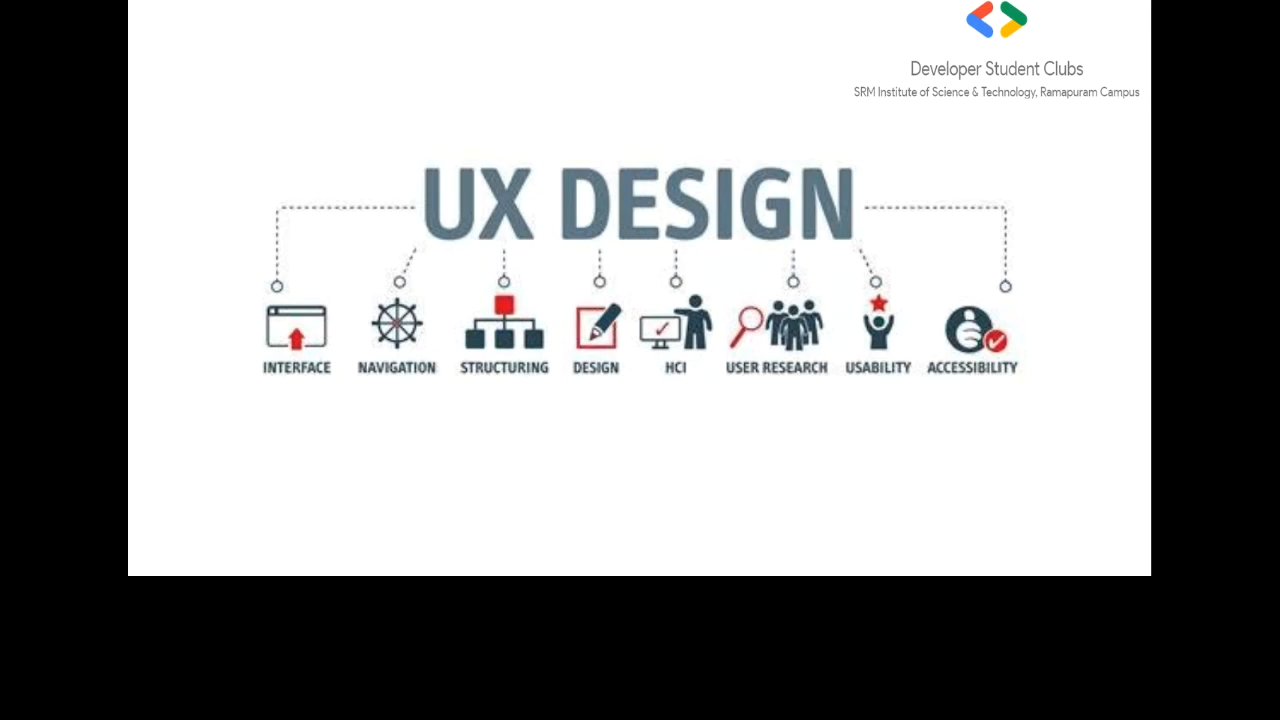 Developer Student Clubs
SRM Institute of Science & Technology, Ramapuram Campus
UX DESIGN
INTERFACE NAVIGATION STRUCTURING DESIGN HCI USER RESEARCH USABILITY ACCESSIBILITY